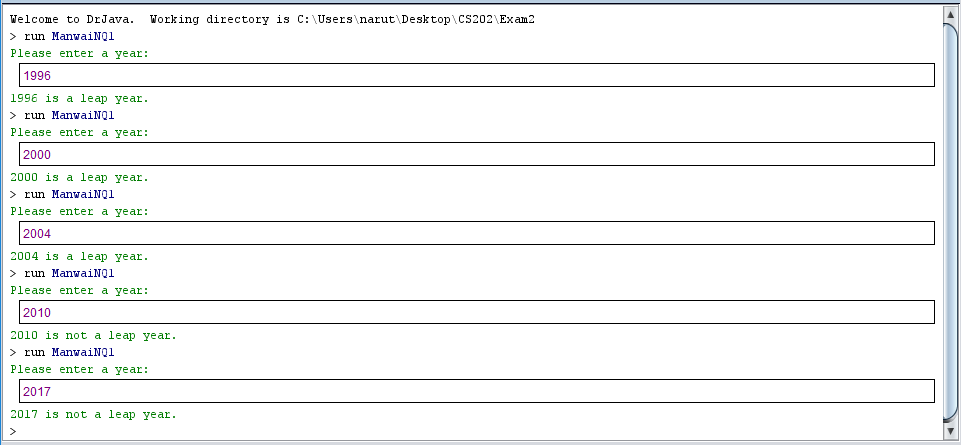 Welcome to DrJava.  Working directory is C:\Users\narut\Desktop\CS202\Exam2
> run ManwaiNQ1
Please enter a year:
1996
1996 is a leap year.
> run ManwaiNQ1
Please enter a year:
2000
2000 is a leap year.
> run ManwaiNQ1
Please enter a year:
2004
2004 is a leap year.
> run ManwaiNQ1
Please enter a year:
2010
2010 is not a leap year.
> run ManwaiNQ1
Please enter a year:
2017
2017 is not a leap year.
>